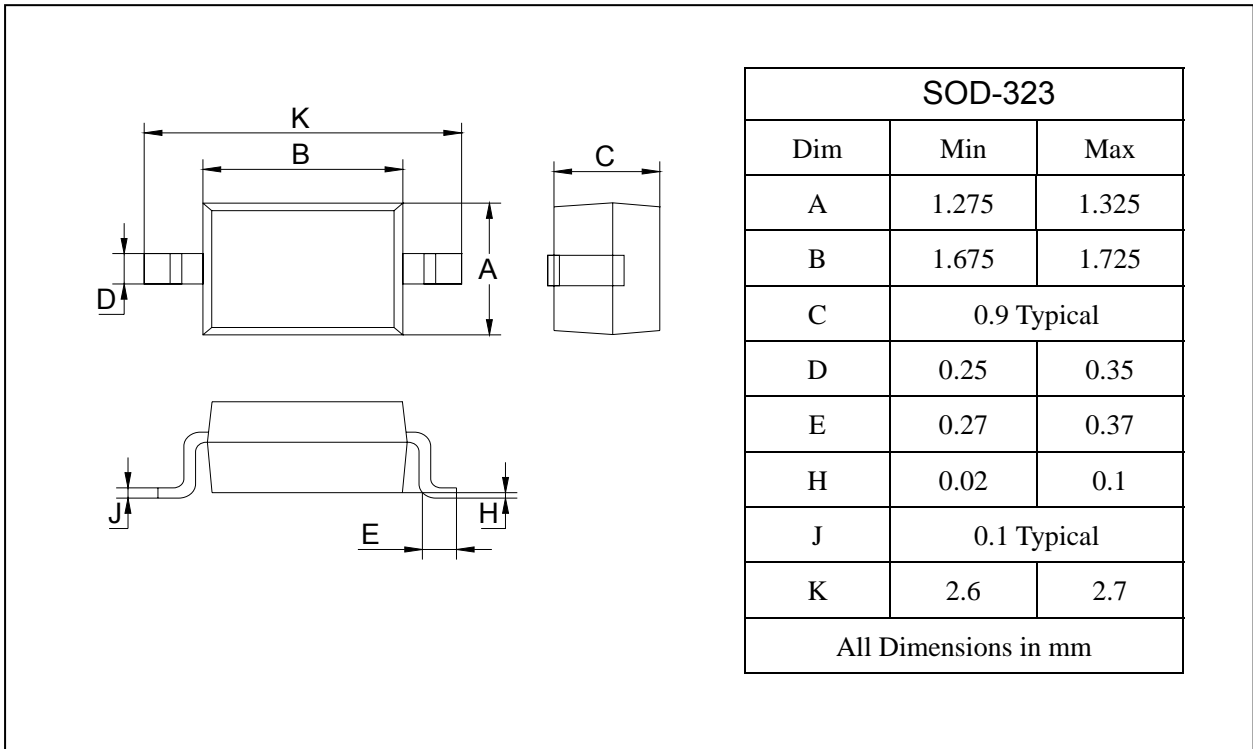 K
B
C
A
D
J
H
E
SOD-323
Dim Min Max
A 1.275 1.325
B 1.675 1.725
C 0.9 Typical
D 0.25 0.35
E 0.27 0.37
H 0.02 0.1
J 0.1 Typical
K 2.6 2.7
All Dimensions in mm